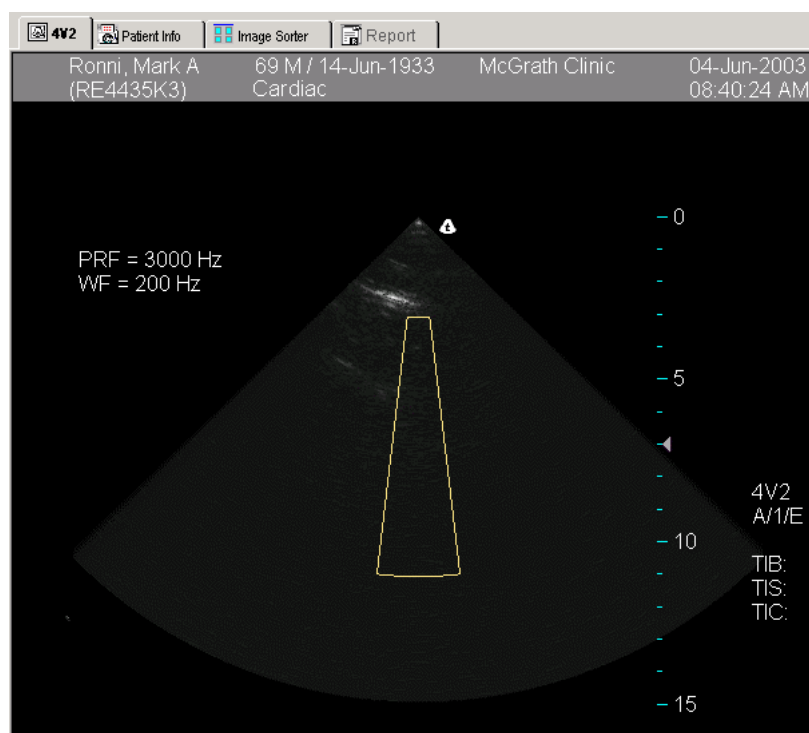 4V2 Patient Info Image Sorter Report
Ronni, Mark A 69 M / 14-Jun-1933 McGrath Clinic 04-Jun-2003
(RE4435K3) Cardiac 08:40:24 AM
0
t
PRF = 3000 Hz
WF = 200 Hz
5
4V2
A/1/E
10
TIB:
TIS:
TIC:
15